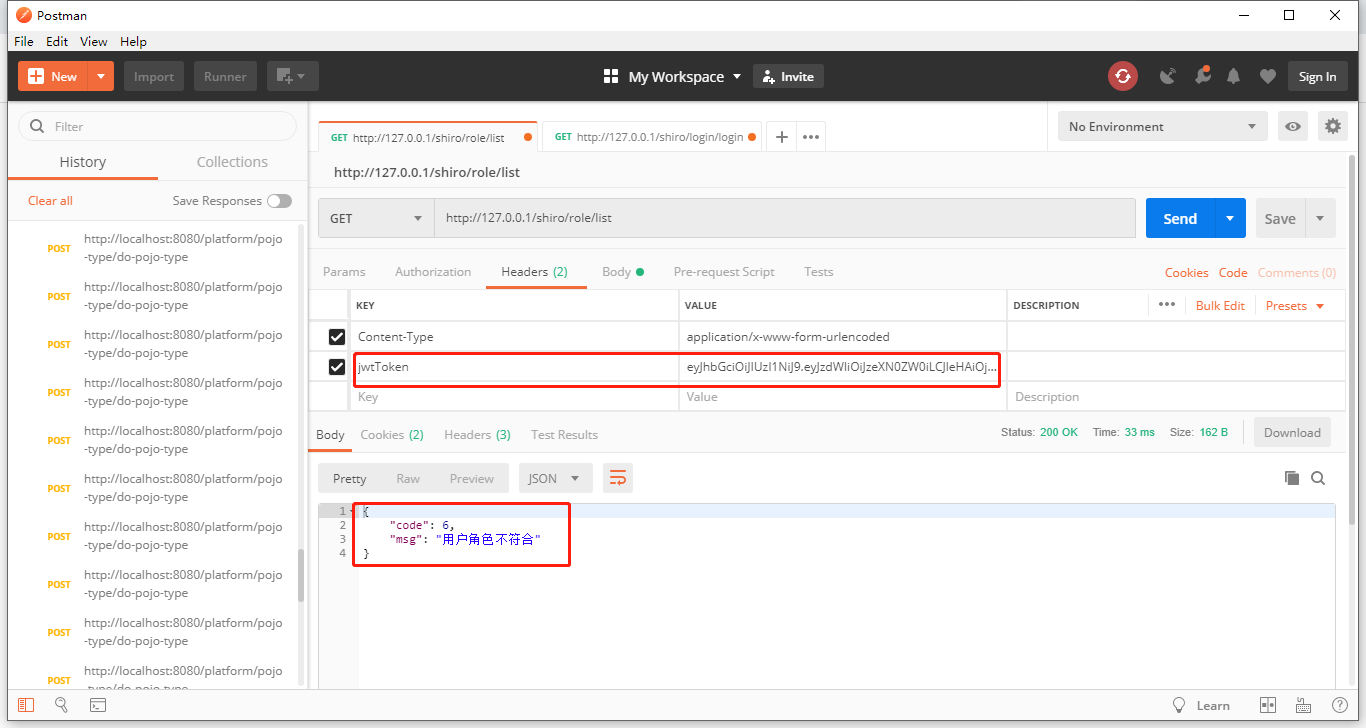 Postman
File Edit View Help
New Import Runner My Workspace Invite Sign In
Filter
History Collections
Clear all Save Responses
POST http://localhost:8080/platform/pojo
-type/do-pojo-type
POST http://localhost:8080/platform/pojo
-type/do-pojo-type
POST http://localhost:8080/platform/pojo
-type/do-pojo-type
POST http://localhost:8080/platform/pojo
-type/do-pojo-type
POST http://localhost:8080/platform/pojo
-type/do-pojo-type
POST http://localhost:8080/platform/pojo
-type/do-pojo-type
POST http://localhost:8080/platform/pojo
-type/do-pojo-type
POST http://localhost:8080/platform/pojo
-type/do-pojo-type
POST http://localhost:8080/platform/pojo
-type/do-pojo-type
POST http://localhost:8080/platform/pojo
-type/do-pojo-type
GET http://127.0.0.1/shiro/role/list GET http://127.0.0.1/shiro/login/login No Environment
http://127.0.0.1/shiro/role/list
GET http://127.0.0.1/shiro/role/list Send Save
Params Authorization Headers (2) Body Pre-request Script Tests Cookies Code Comments (0)
KEY VALUE DESCRIPTION ••• Bulk Edit Presets
Content-Type application/x-www-form-urlencoded
jwtToken eyJhbGciOiJIUzI1NiJ9.eyJzdWIiOiJzeXN0ZW0iLCJleHAiOj...
Key Value Description
Body Cookies (2) Headers (3) Test Results Status: 200 OK Time: 33 ms Size: 162 B Download
Pretty Raw Preview JSON
1 {
2 "code": 6,
3 "msg": "用户角色不符合"
4 }
Learn